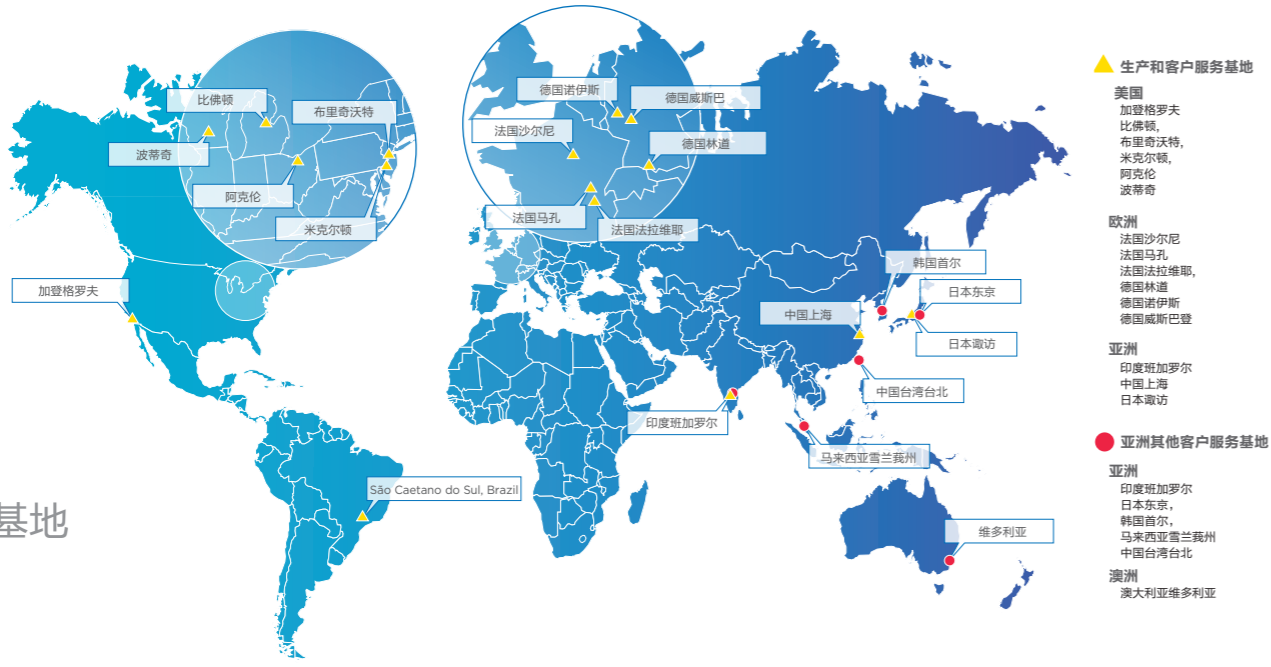 比佛顿
布里奇沃特
波蒂奇
阿克伦
米克尔顿
加登格罗夫
德国诺伊斯
德国威斯巴
法国沙尔尼
德国林道
法国马孔
法国法拉维耶
韩国首尔
日本东京
中国上海
日本诹访
中国台湾台北
印度班加罗尔
马来西亚雪兰莪州
São Caetano do Sul, Brazil
维多利亚
基地
生产和客户服务基地
美国
加登格罗夫
比佛顿,
布里奇沃特,
米克尔顿,
阿克伦
波蒂奇
欧洲
法国沙尔尼
法国马孔
法国法拉维耶,
德国林道
德国诺伊斯
德国威斯巴登
亚洲
印度班加罗尔
中国上海
日本诹访
亚洲其他客户服务基地
亚洲
印度班加罗尔
日本东京,
韩国首尔,
马来西亚雪兰莪州
中国台湾台北
澳洲
澳大利亚维多利亚